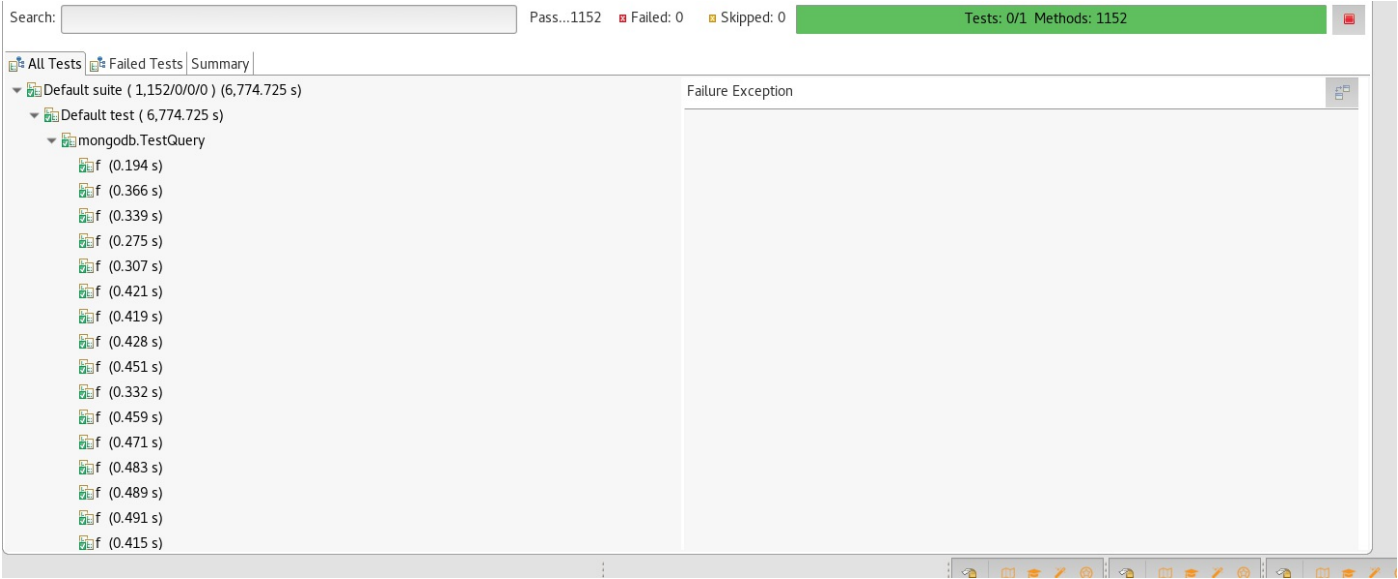 Search: Pass...1152 Failed: 0 Skipped: 0 Tests: 0/1 Methods: 1152
All Tests Failed Tests Summary
Default suite ( 1,152/0/0/0 ) (6,774.725 s) Failure Exception
Default test ( 6,774.725 s)
mongodb.TestQuery
f (0.194 s)
f (0.366 s)
f (0.339 s)
f (0.275 s)
f (0.307 s)
f (0.421 s)
f (0.419 s)
f (0.428 s)
f (0.451 s)
f (0.332 s)
f (0.459 s)
f (0.471 s)
f (0.483 s)
f (0.489 s)
f (0.491 s)
f (0.415 s)